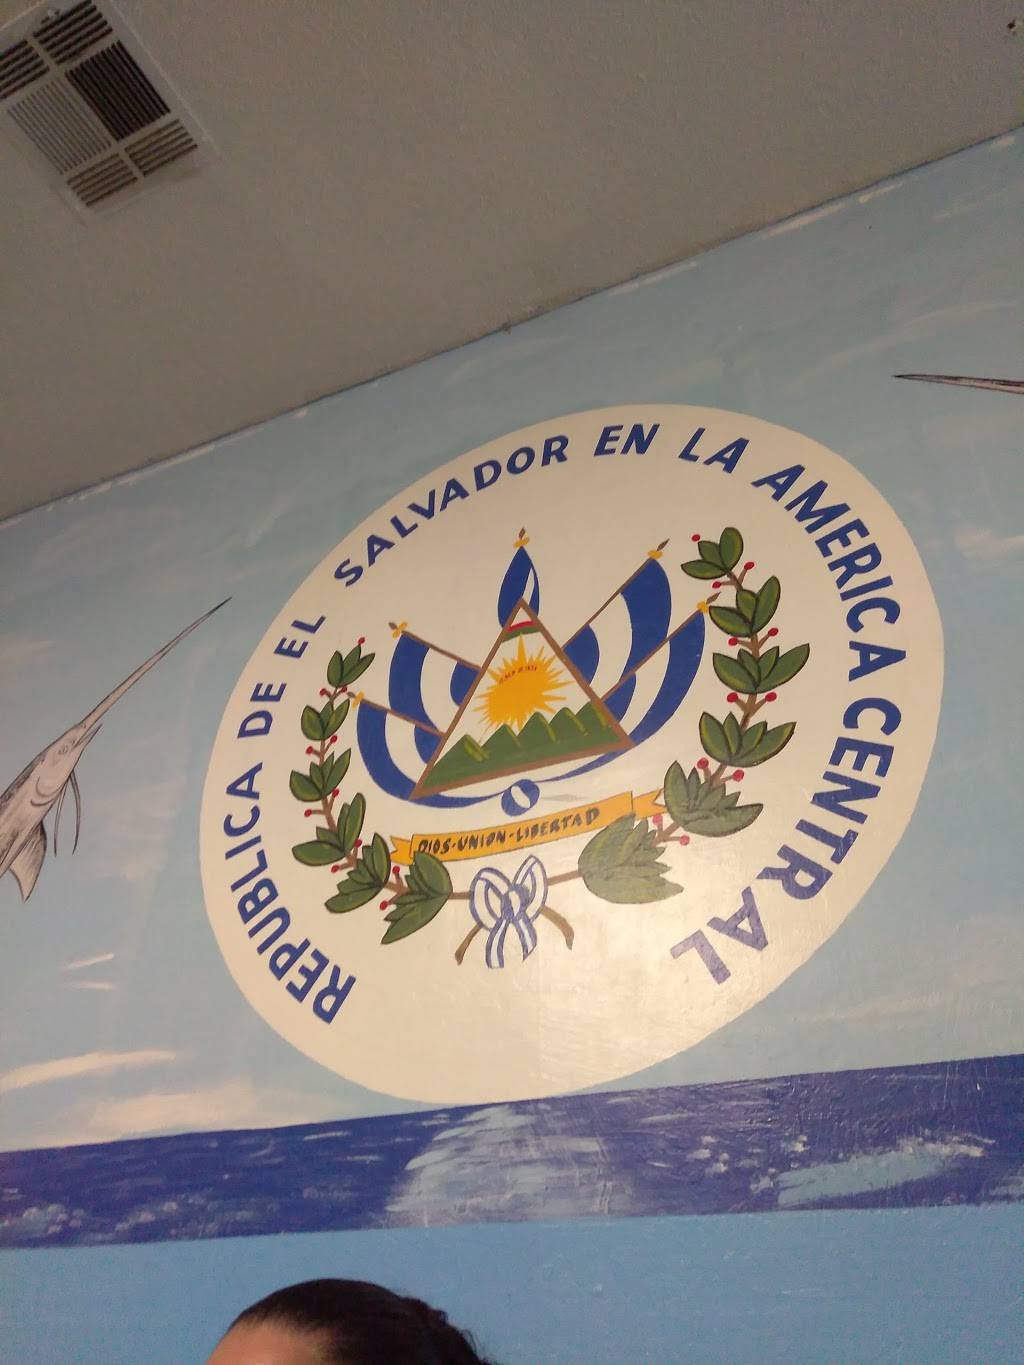 REPUBLICA DE EL SALVADOR EN LA AMERICA CENTRAL
DIOS·UNION-LIBERTAD